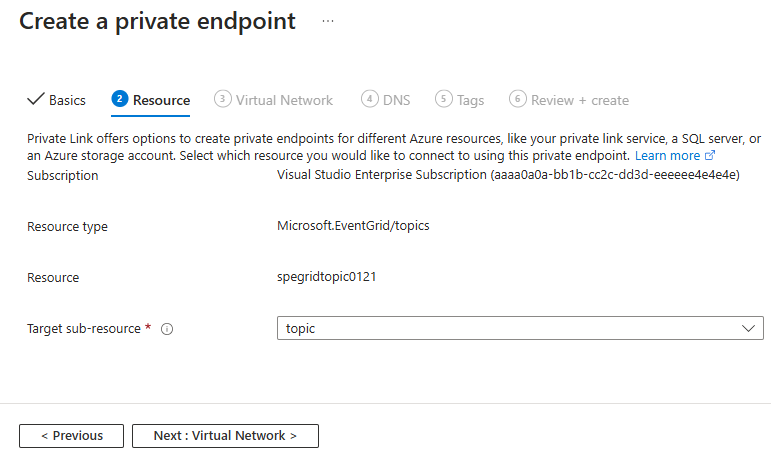 Create a private endpoint ...
Basics 2 Resource 3 Virtual Network 4 DNS 5 Tags 6 Review + create
Private Link offers options to create private endpoints for different Azure resources, like your private link service, a SQL server, or
an Azure storage account. Select which resource you would like to connect to using this private endpoint. Learn more
Subscription Visual Studio Enterprise Subscription (aaaa0a0a-bb1b-cc2c-dd3d-eeeeee4e4e4e)
Resource type Microsoft.EventGrid/topics
Resource spegridtopic0121
Target sub-resource * topic
< Previous Next : Virtual Network >